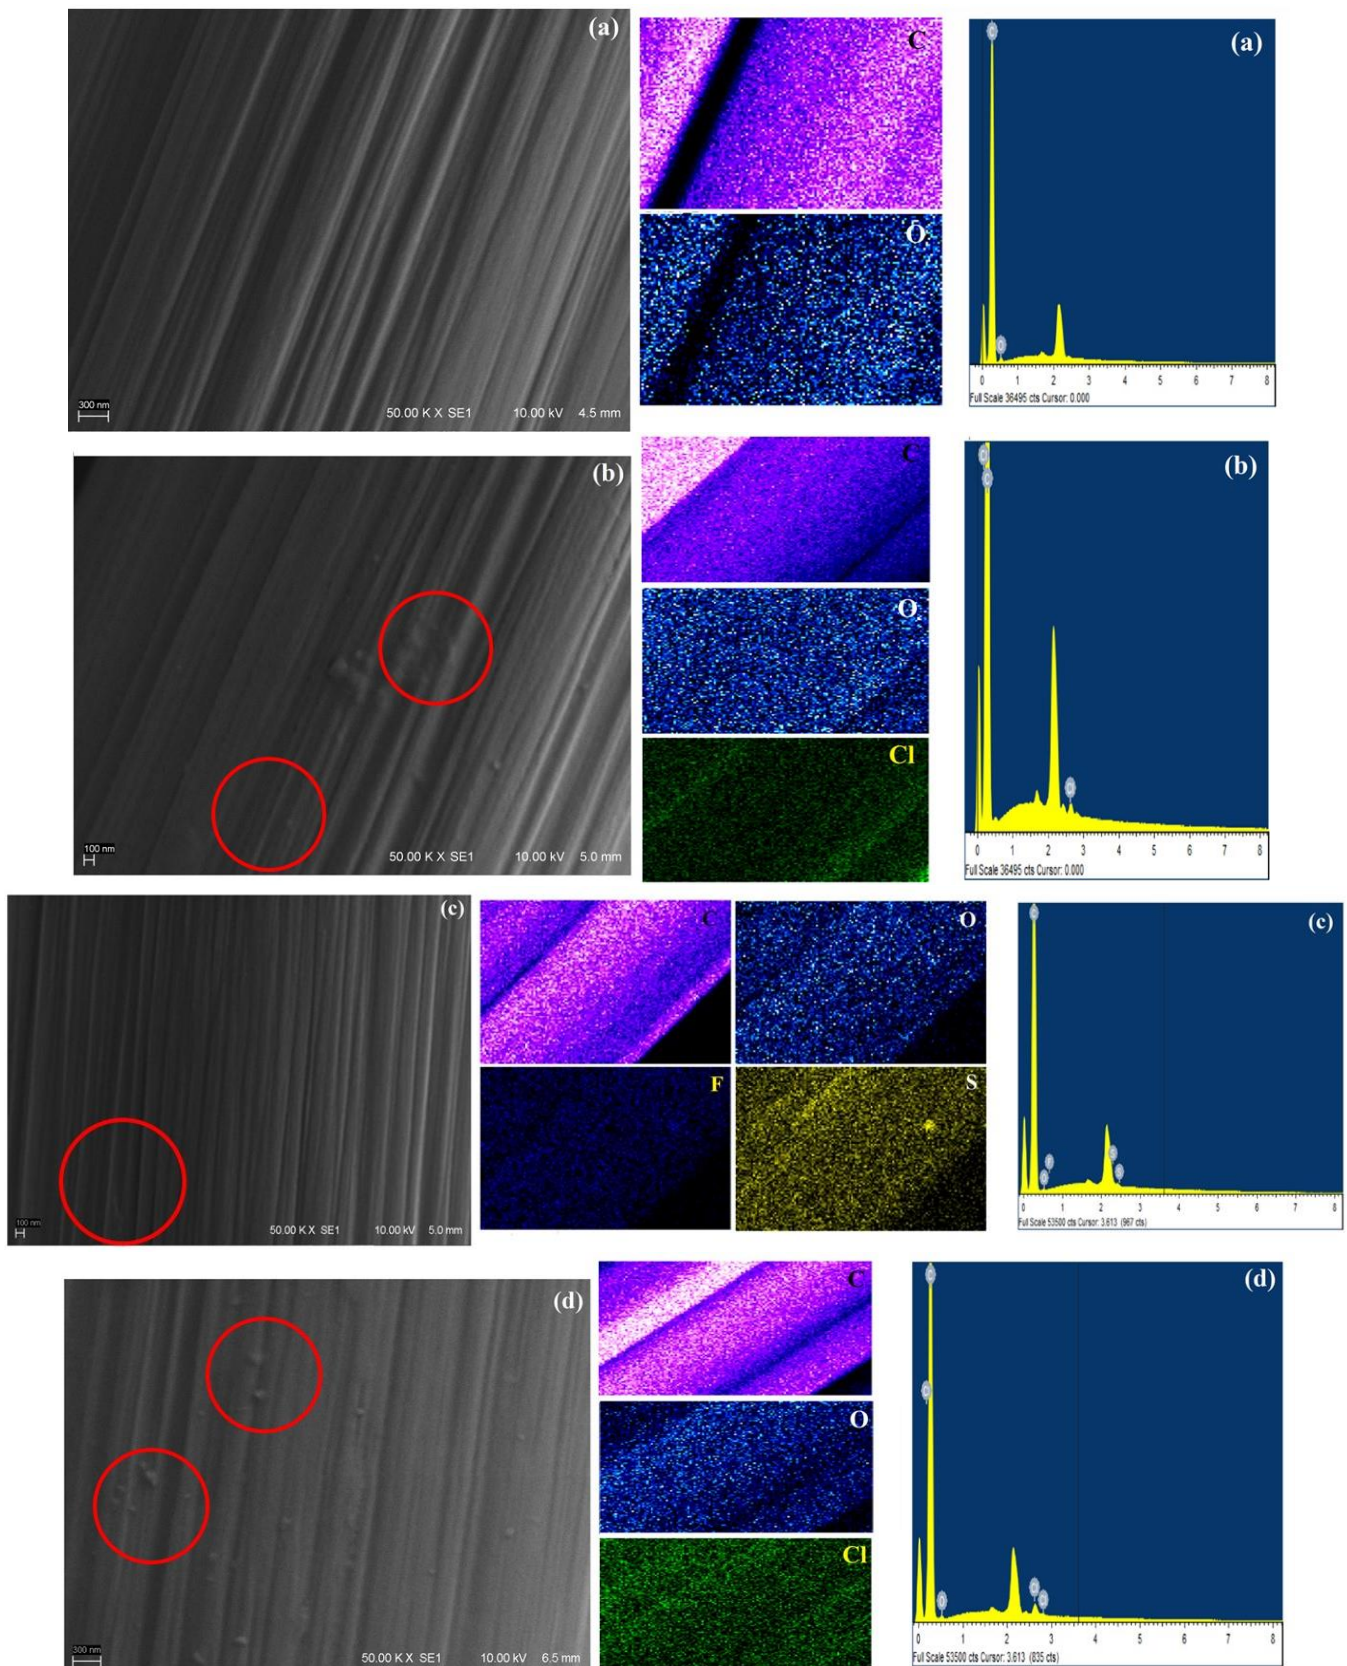 (a)
300 nm
50.00 K X SE1 10.00 kV 4.5 mm
C
O
(a)
0 1 2 3 4 5 6 7 8
Full Scale 36495 cts Cursor: 0.000
(b)
100 nm
50.00 K X SE1 10.00 kV 5.0 mm
C
O
Cl
(b)
0 1 2 3 4 5 6 7 8
Full Scale 36495 cts Cursor: 0.000
(c)
100 nm
50.00 K X SE1 10.00 kV 5.0 mm
C
O
F
S
(c)
0 1 2 3 4 5 6 7 8
Full Scale 53500 cts Cursor: 3.613 (967 cts)
(d)
300 nm
50.00 K X SE1 10.00 kV 6.5 mm
C
O
Cl
(d)
0 1 2 3 4 5 6 7 8
Full Scale 53500 cts Cursor: 3.613 (835 cts)